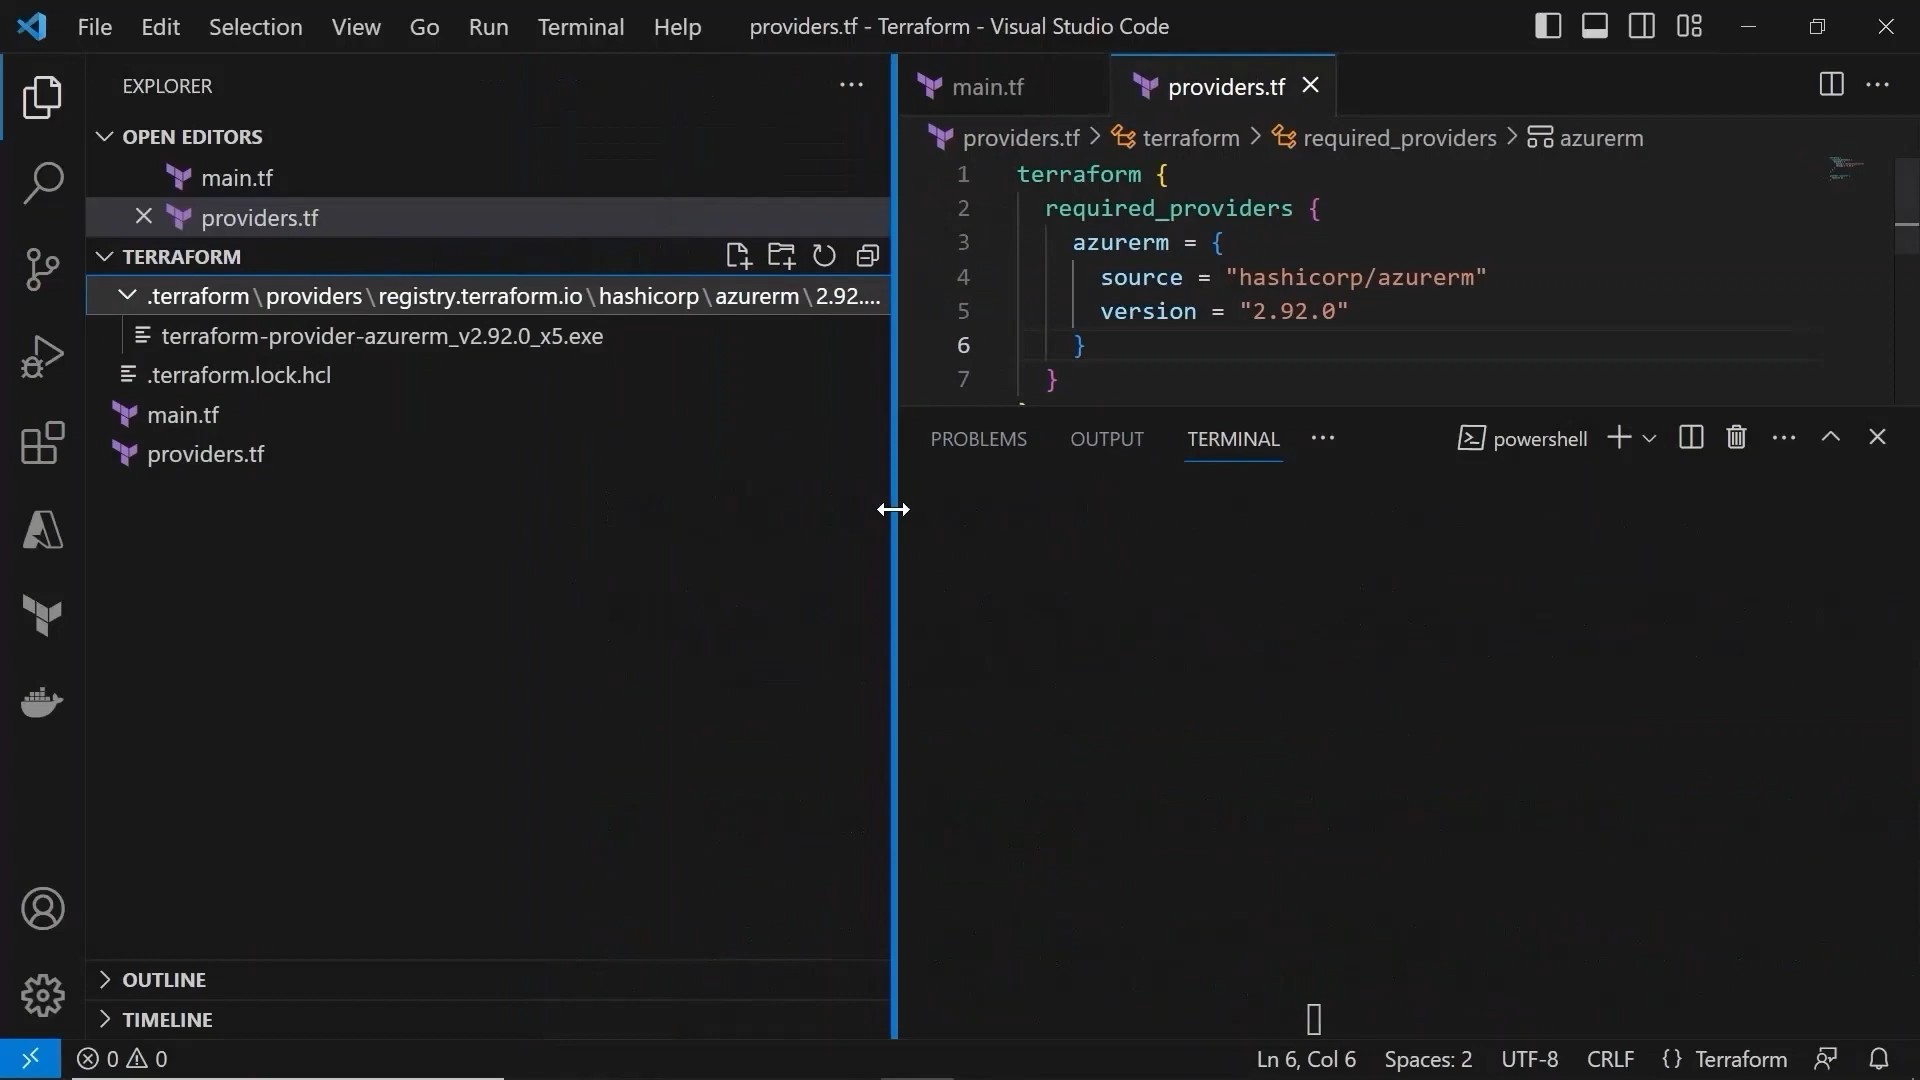 File Edit Selection View Go Run Terminal Help
providers.tf - Terraform - Visual Studio Code
EXPLORER
OPEN EDITORS
main.tf
providers.tf
TERRAFORM
.terraform\providers\registry.terraform.io\hashicorp\azurerm\2.92....
terraform-provider-azurerm_v2.92.0_x5.exe
.terraform.lock.hcl
main.tf
providers.tf
OUTLINE
TIMELINE
main.tf providers.tf
providers.tf > terraform > required_providers > azurerm
1 terraform {
2 required_providers {
3 azurerm = {
4 source = "hashicorp/azurerm"
5 version = "2.92.0"
6 }
7 }
PROBLEMS OUTPUT TERMINAL powershell
0 0 Ln 6, Col 6 Spaces: 2 UTF-8 CRLF {} Terraform